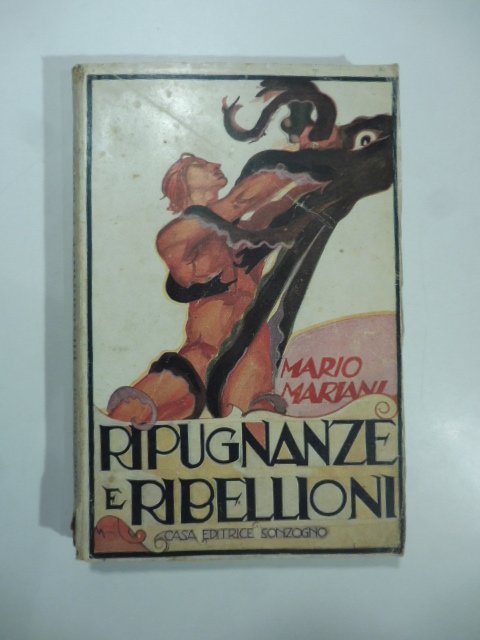 MARIO
MARIANI
RIPUGNANZE
E RIBELLIONI
CASA EDITRICE SONZOGNO